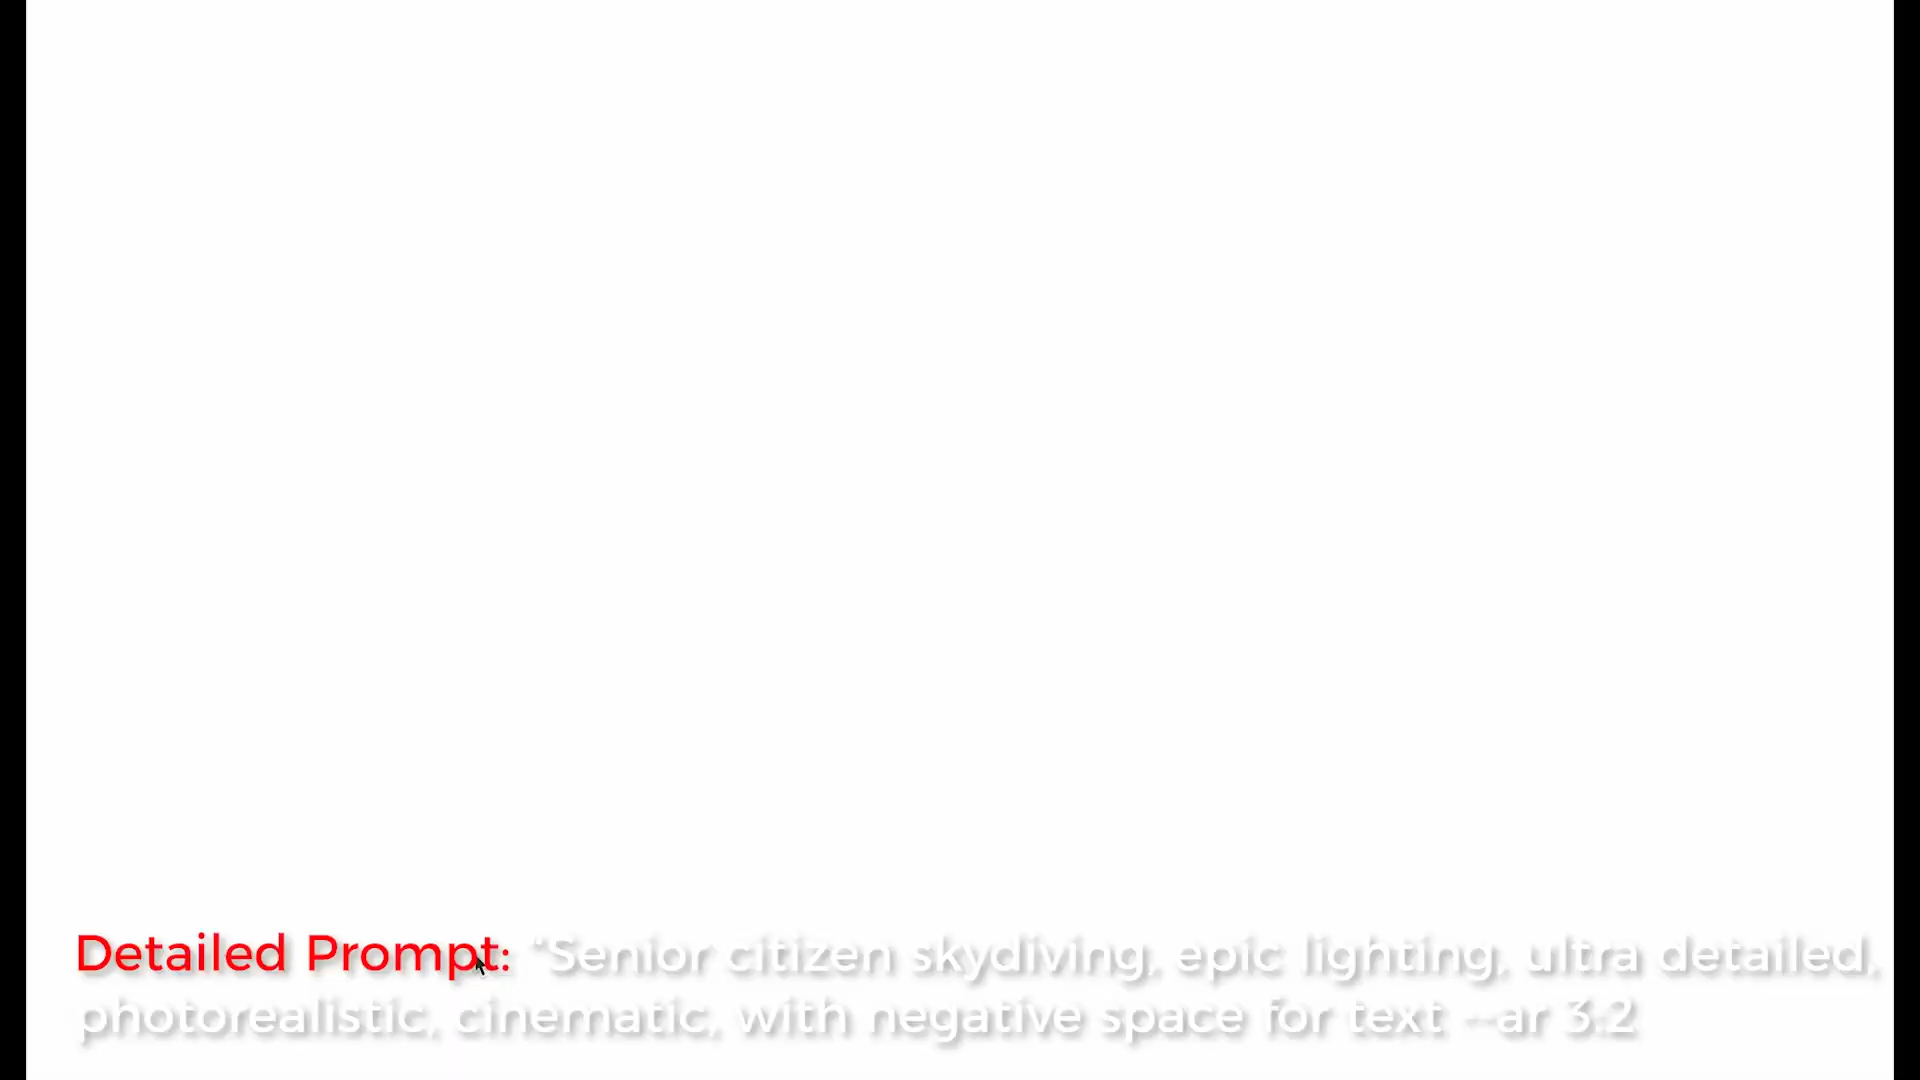 Detailed Prompt: "Senior citizen skydiving, epic lighting, ultra detailed,
photorealistic, cinematic, with negative space for text --ar 3:2